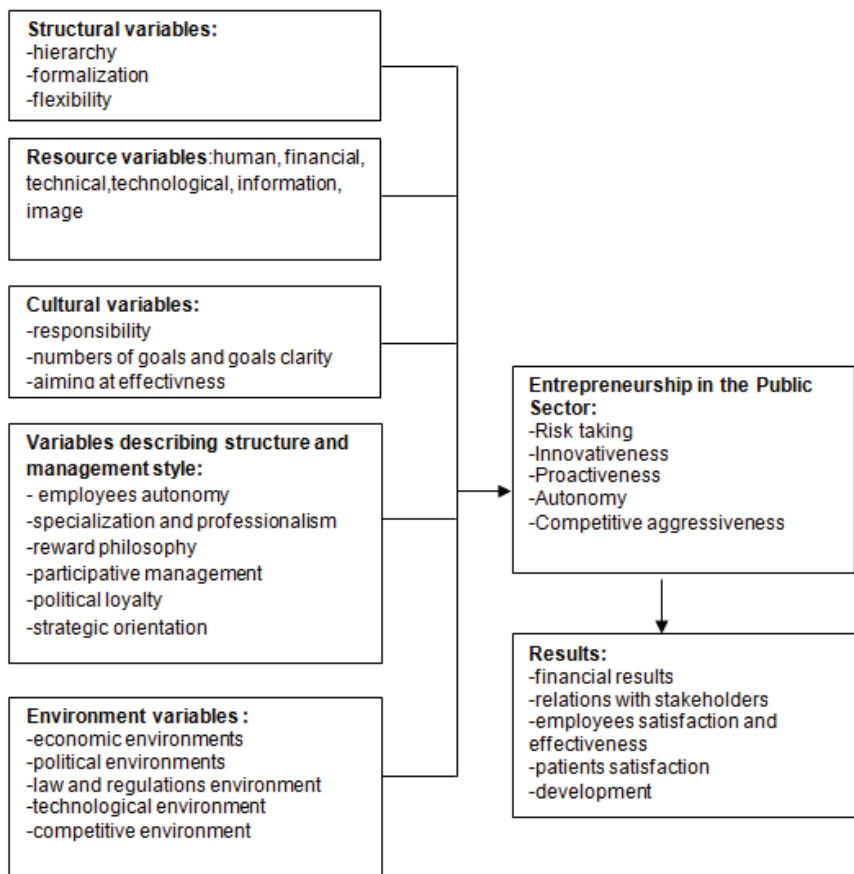 Structural variables:
-hierarchy
-formalization
-flexibility
Resource variables:human, financial,
technical,technological, information,
image
Cultural variables:
-responsibility
-numbers of goals and goals clarity
-aiming at effectivness
Variables describing structure and
management style:
- employees autonomy
-specialization and professionalism
-reward philosophy
-participative management
-political loyalty
-strategic orientation
Environment variables :
-economic environments
-political environments
-law and regulations environment
-technological environment
-competitive environment
Entrepreneurship in the Public
Sector:
-Risk taking
-Innovativeness
-Proactiveness
-Autonomy
-Competitive aggressiveness
Results:
-financial results
-relations with stakeholders
-employees satisfaction and
effectiveness
-patients satisfaction
-development